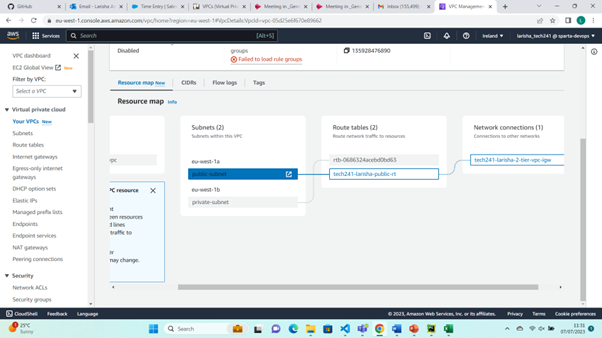 GitHub
Email - Larisha in
Time Entry | Sale
VPCs | Virtual Priv
Meeting in _Gene
Meeting in _Gene
Inbox (135,499) -
VPC Managemen
eu-west-1.console.aws.amazon.com/vpc/home?region=eu-west-1#VpcDetails:VpcId=vpc-05d25e6f670e89662
aws
Services
Search
[Alt+S]
Ireland
larisha_tech241 @ sparta-devops
VPC dashboard
EC2 Global View New
Filter by VPC:
Select a VPC
Virtual private cloud
Your VPCs New
Subnets
Route tables
Internet gateways
Egress-only internet
gateways
DHCP option sets
Elastic IPs
Managed prefix lists
Endpoints
Endpoint services
NAT gateways
Peering connections
Security
Network ACLs
Security groups
Disabled
groups
Failed to load rule groups
135928476890
Resource map New
CIDRs
Flow logs
Tags
Resource map Info
pc
Subnets (2)
Subnets within this VPC
eu-west-1a
public-subnet
eu-west-1b
private-subnet
Route tables (2)
Route network traffic to resources
rtb-0686324acebd0bd63
tech241-larisha-public-rt
Network connections (1)
Connections to other networks
tech241-larisha-2-tier-vpc-igw
PC resource
nt
een resources
d lines
traffic to
er
may change.
CloudShell
Feedback
Language
© 2023, Amazon Web Services, Inc. or its affiliates.
Privacy
Terms
Cookie preferences
25°C
Sunny
Search
11:31
07/07/2023